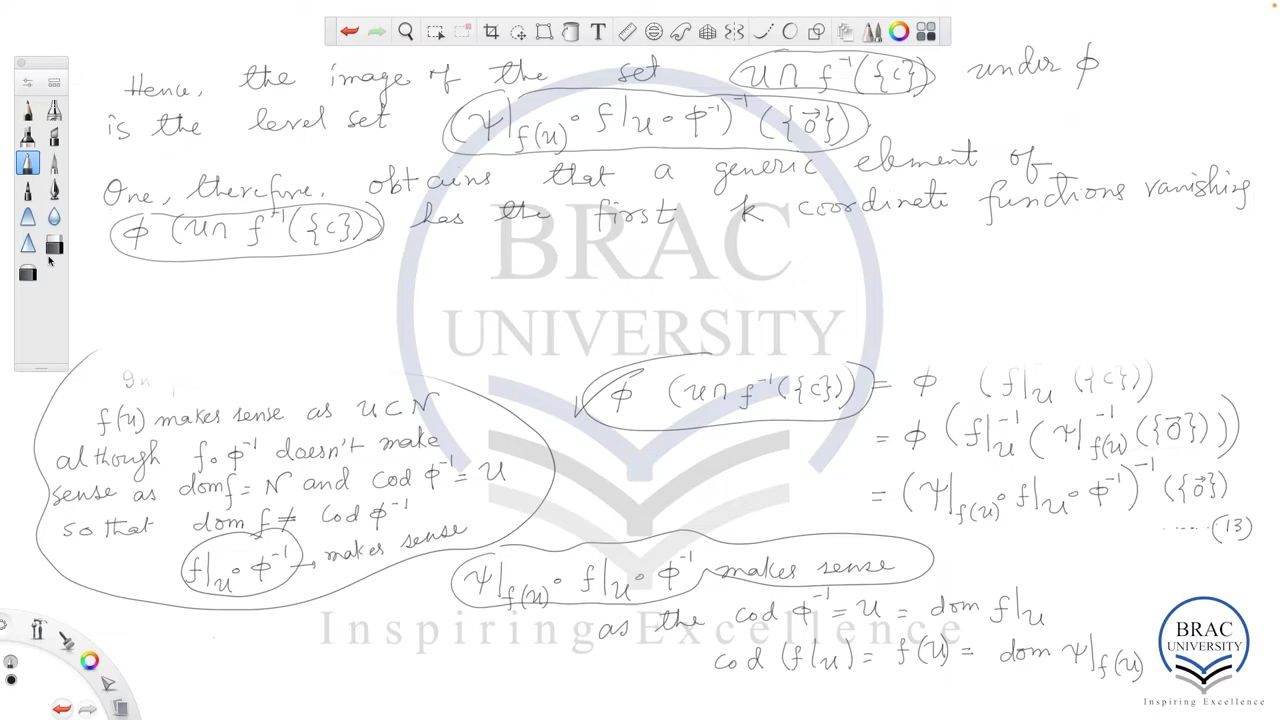 Hence, the image of the set U∩ f⁻¹({c}) under ϕ
is the level set (Ψ|f(U)∘ f|U∘ϕ⁻¹)⁻¹({0⃗})
One, therefore, obtains that a generic element of
ϕ (U∩ f⁻¹({c})) has the first k coordinate functions vanishing
BRAC
UNIVERSITY
Inspiring Excellence
f(U) makes sense as U⊂N
although f∘ϕ⁻¹ doesn't make
sense as domf = N and Cod ϕ⁻¹ = U
so that dom f ≠ Cod ϕ⁻¹
f|U∘ϕ⁻¹ → makes sense
ϕ (U∩ f⁻¹({c})) = ϕ (f|U⁻¹ ({c}))
= ϕ (f|U⁻¹ (Ψ|f(U)⁻¹ ({0⃗})))
= (Ψ|f(U)∘ f|U∘ϕ⁻¹)⁻¹ ({0⃗})
..... (13)
Ψ|f(U)∘ f|U∘ϕ⁻¹ makes sense
as the cod ϕ⁻¹ = U = dom f|U
cod (f|U) = f(U) = dom Ψ|f(U)
BRAC
UNIVERSITY
Inspiring Excellence